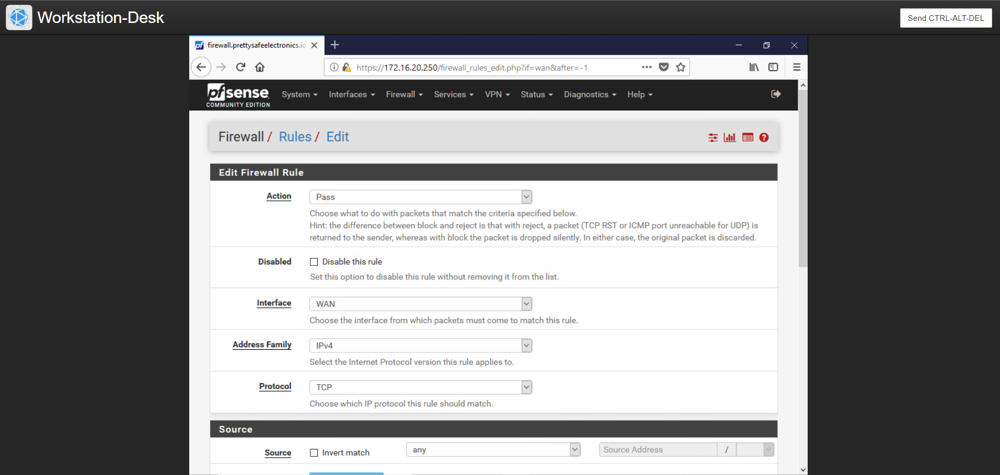 Workstation-Desk
Send CTRL-ALT-DEL
firewall.prettysafeelectronics.io
https://172.16.20.250/firewall_rules_edit.php?if=wan&after=-1
pfsense
COMMUNITY EDITION
System Interfaces Firewall Services VPN Status Diagnostics Help
Firewall / Rules / Edit
Edit Firewall Rule
Action
Pass
Choose what to do with packets that match the criteria specified below.
Hint: the difference between block and reject is that with reject, a packet (TCP RST or ICMP port unreachable for UDP) is
returned to the sender, whereas with block the packet is dropped silently. In either case, the original packet is discarded.
Disabled
Disable this rule
Set this option to disable this rule without removing it from the list.
Interface
WAN
Choose the interface from which packets must come to match this rule.
Address Family
IPv4
Select the Internet Protocol version this rule applies to.
Protocol
TCP
Choose which IP protocol this rule should match.
Source
Source
Invert match
any
Source Address
/